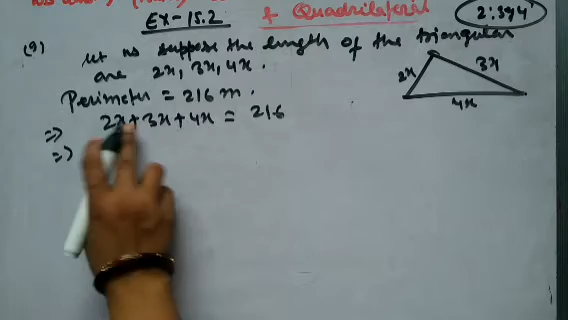 Ex-15.2
& Quadrilateral
2:3:4
(9) Let us suppose the length of the triangular
are 2x, 3x, 4x.
2x
3x
4x
Perimeter = 216 m.
⇒ 2x+3x+4x = 216
⇒